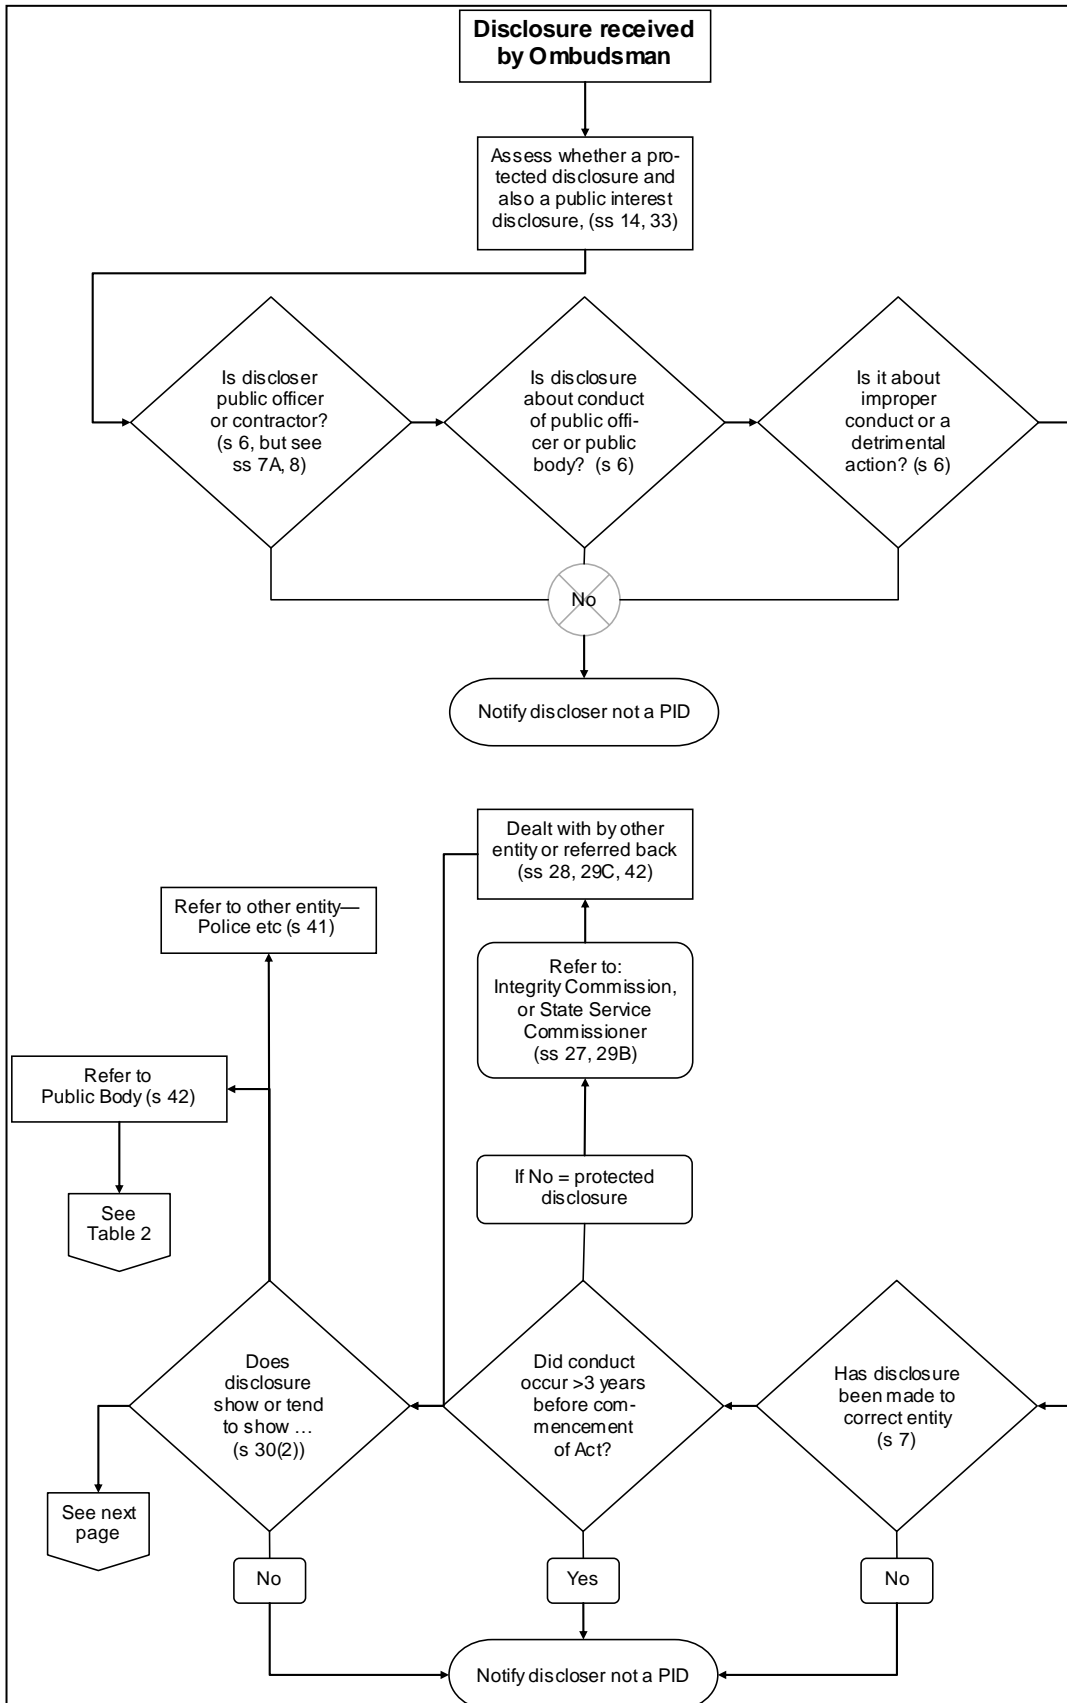 Disclosure received
by Ombudsman
Assess whether a pro-
tected disclosure and
also a public interest
disclosure, (ss 14, 33)
Is discloser
public officer
or contractor?
(s 6, but see
ss 7A, 8)
Is disclosure
about conduct
of public offi-
cer or public
body? (s 6)
Is it about
improper
conduct or a
detrimental
action? (s 6)
No
Notify discloser not a PID
Dealt with by other
entity or referred back
(ss 28, 29C, 42)
Refer to other entity—
Police etc (s 41)
Refer to:
Integrity Commission,
or State Service
Commissioner
(ss 27, 29B)
Refer to
Public Body (s 42)
If No = protected
disclosure
See
Table 2
Does
disclosure
show or tend
to show ...
(s 30(2))
Did conduct
occur >3 years
before com-
mencement
of Act?
Has disclosure
been made to
correct entity
(s 7)
See next
page
No
Yes
No
Notify discloser not a PID